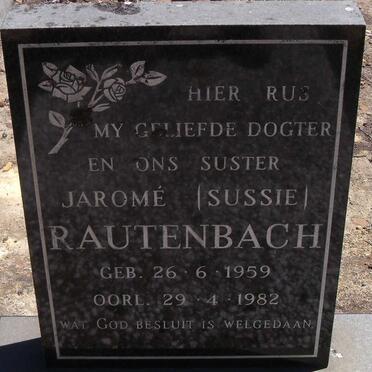 HIER RUS
MY GELIEFDE DOGTER
EN ONS SUSTER
JAROMÉ (SUSSIE)
RAUTENBACH
GEB. 26·6·1959
OORL. 29·4·1982
WAT GOD BESLUIT IS WELGEDAAN.